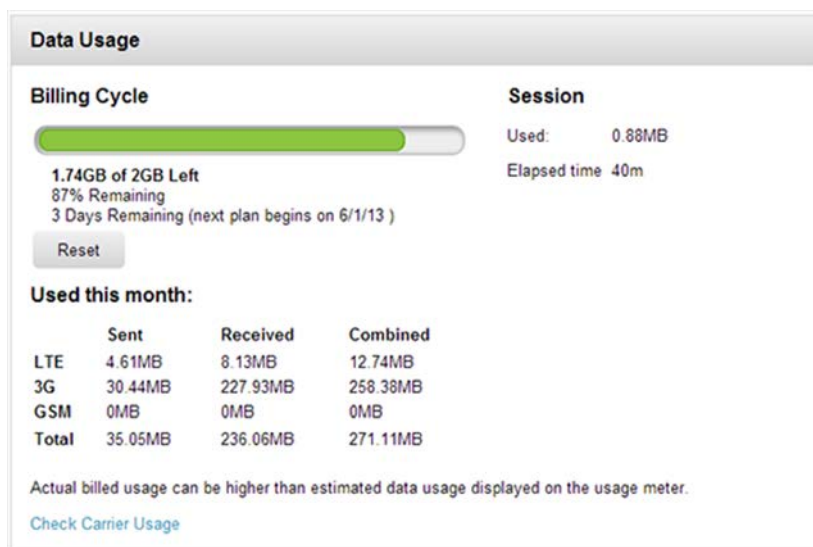 Data Usage
Billing Cycle
1.74GB of 2GB Left
87% Remaining
3 Days Remaining (next plan begins on 6/1/13 )
Reset
Session
Used: 0.88MB
Elapsed time 40m
Used this month:
Sent Received Combined
LTE 4.61MB 8.13MB 12.74MB
3G 30.44MB 227.93MB 258.38MB
GSM 0MB 0MB 0MB
Total 35.05MB 236.06MB 271.11MB
Actual billed usage can be higher than estimated data usage displayed on the usage meter.
Check Carrier Usage